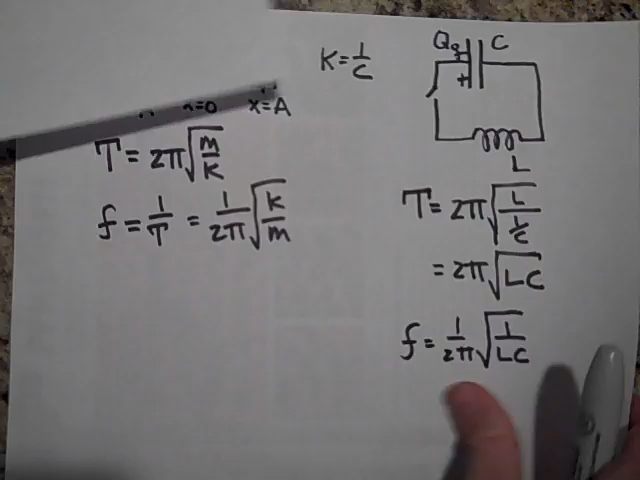 K = 1/C
Q₀ C
+
L
x=0 x=A
T = 2π√(m/K)
f = 1/T = 1/2π √(k/m)
T = 2π√(L/(1/C))
= 2π√LC
f = 1/2π √(1/LC)